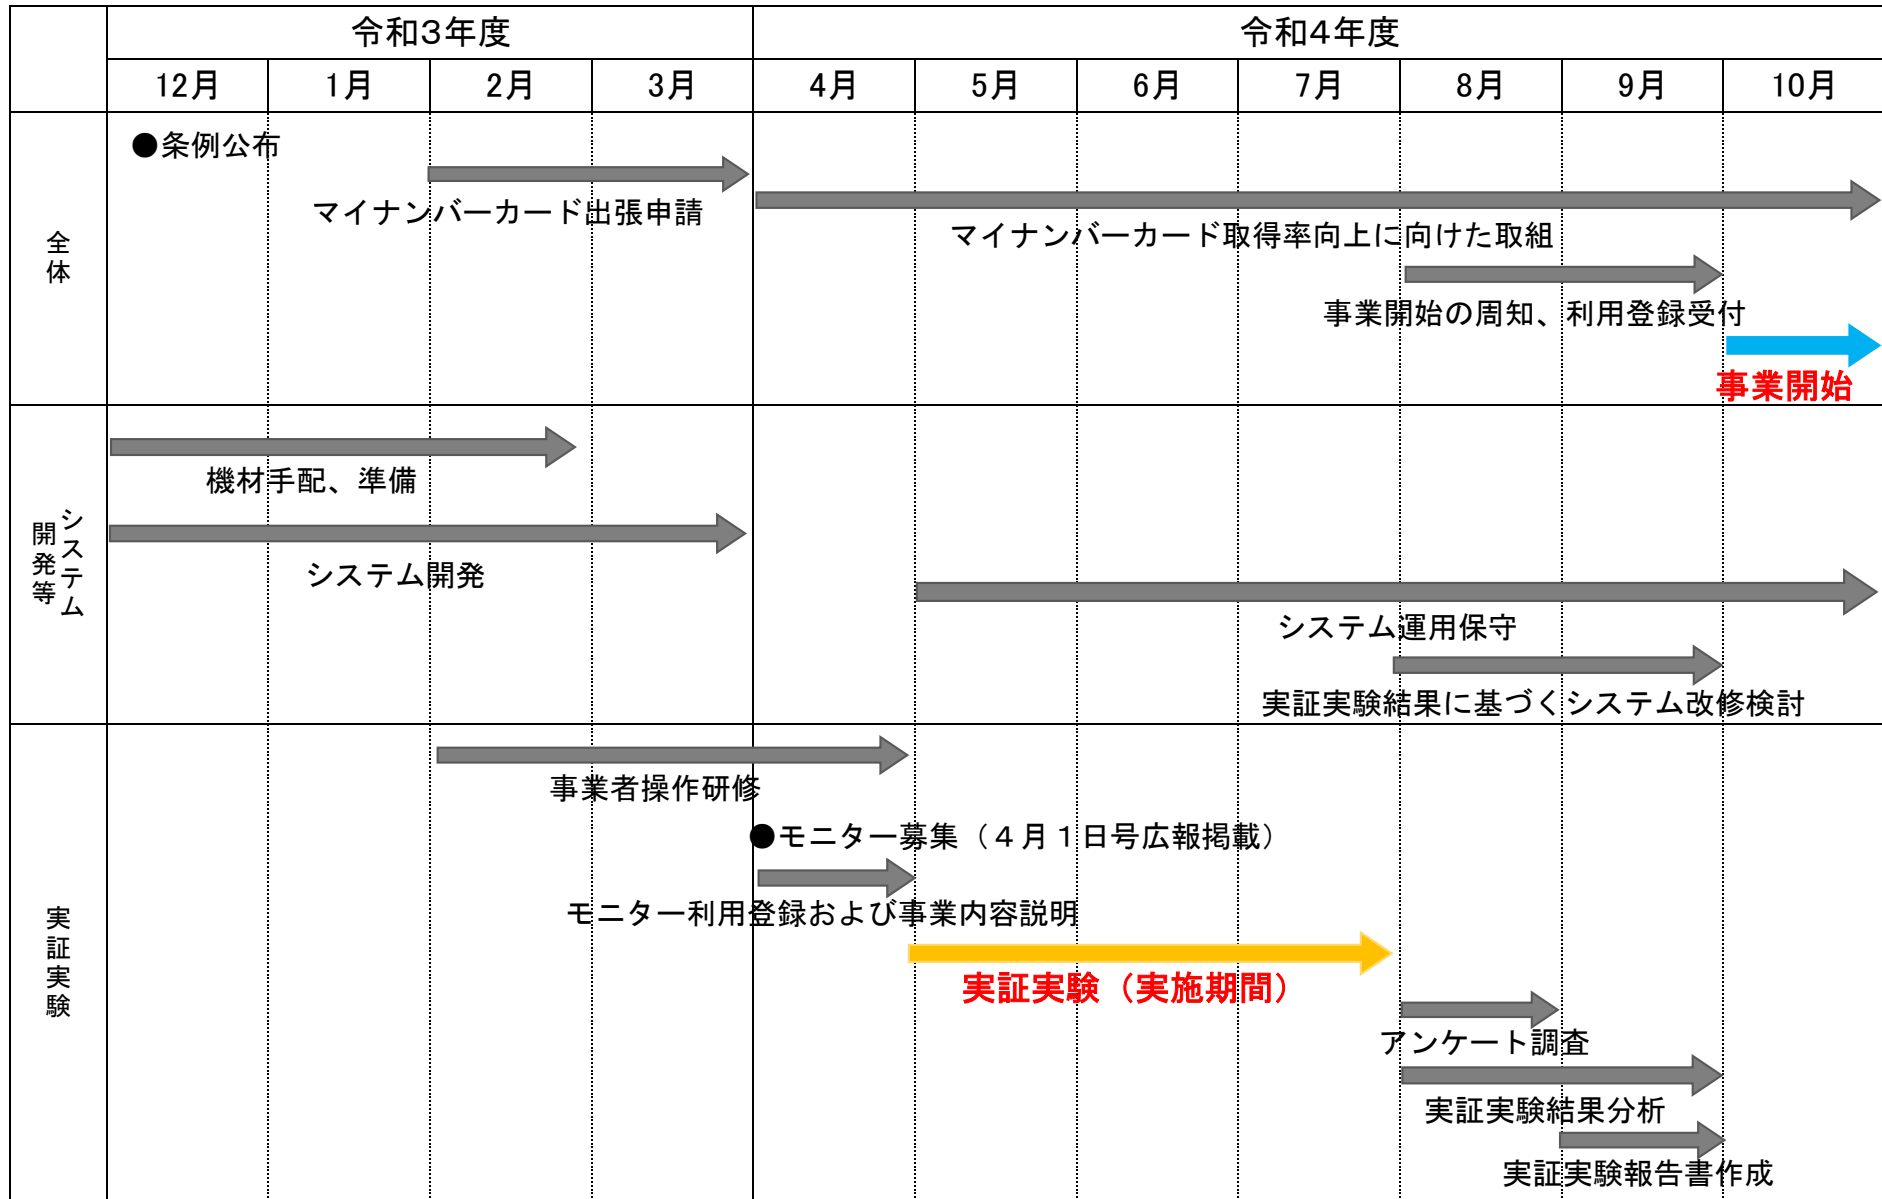 令和3年度
令和4年度
12月
1月
2月
3月
4月
5月
6月
7月
8月
9月
10月
全体
●条例公布
マイナンバーカード出張申請
マイナンバーカード取得率向上に向けた取組
事業開始の周知、利用登録受付
事業開始
システム
開発等
機材手配、準備
システム開発
システム運用保守
実証実験結果に基づくシステム改修検討
実証実験
事業者操作研修
●モニター募集（４月１日号広報掲載）
モニター利用登録および事業内容説明
実証実験（実施期間）
アンケート調査
実証実験結果分析
実証実験報告書作成